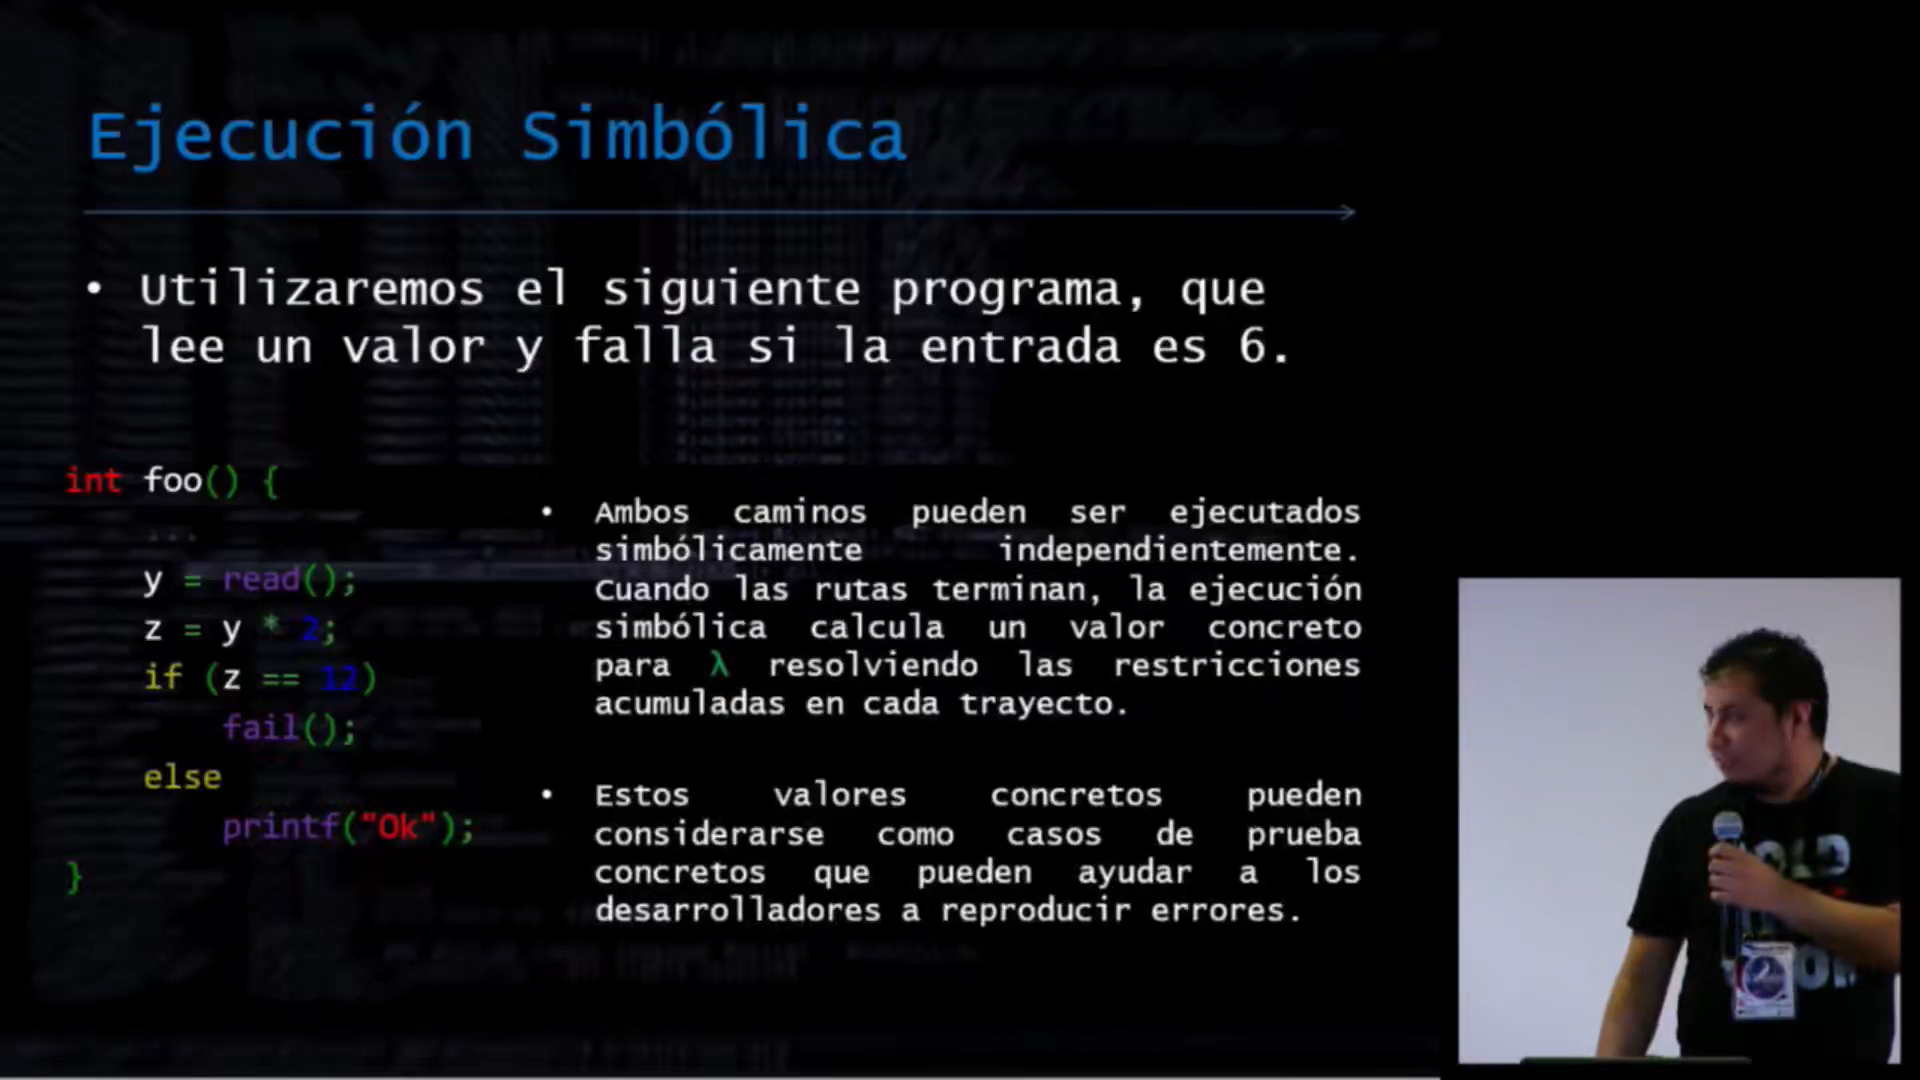 Ejecución Simbólica
• Utilizaremos el siguiente programa, que
lee un valor y falla si la entrada es 6.
int foo() {
...
y = read();
z = y * 2;
if (z == 12)
fail();
else
printf("Ok");
}
• Ambos caminos pueden ser ejecutados
simbólicamente independientemente.
Cuando las rutas terminan, la ejecución
simbólica calcula un valor concreto
para λ resolviendo las restricciones
acumuladas en cada trayecto.
• Estos valores concretos pueden
considerarse como casos de prueba
concretos que pueden ayudar a los
desarrolladores a reproducir errores.